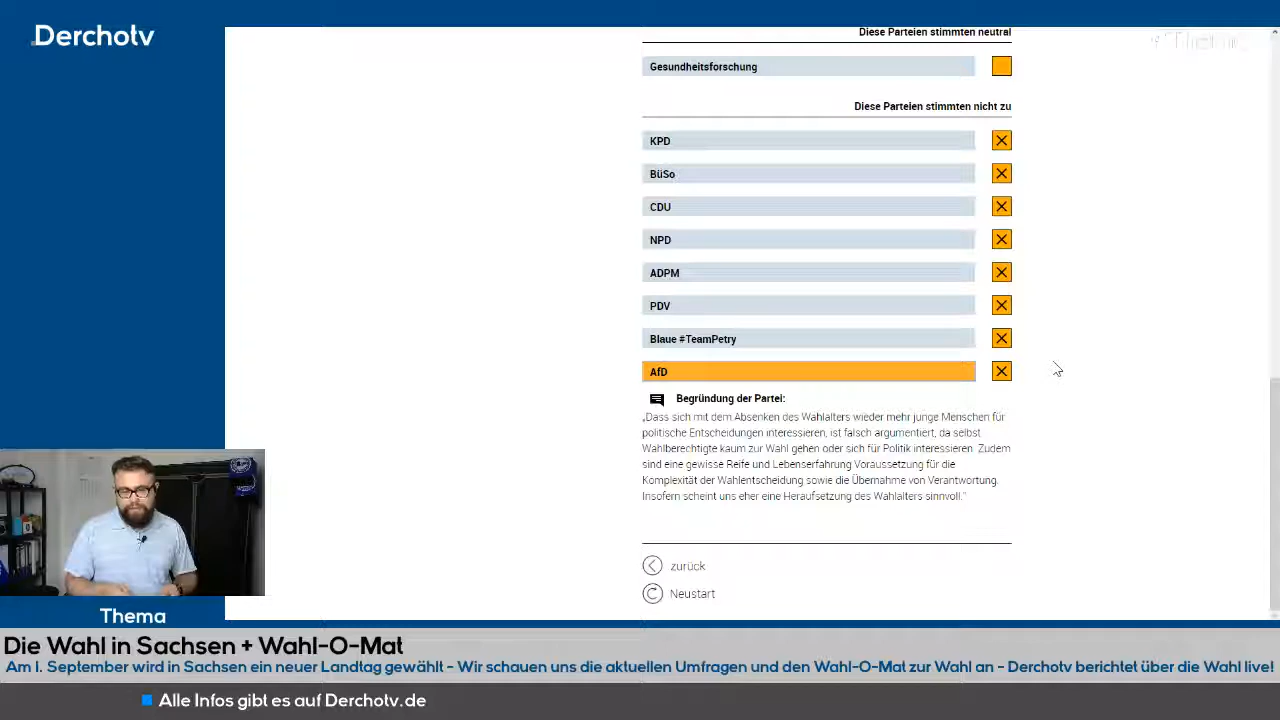 Derchotv
Diese Parteien stimmten neutral
Gesundheitsforschung
Diese Parteien stimmten nicht zu
KPD
BüSo
CDU
NPD
ADPM
PDV
Blaue #TeamPetry
AfD
Begründung der Partei:
„Dass sich mit dem Absenken des Wahlalters wieder mehr junge Menschen für
politische Entscheidungen interessieren, ist falsch argumentiert, da selbst
Wahlberechtigte kaum zur Wahl gehen oder sich für Politik interessieren. Zudem
sind eine gewisse Reife und Lebenserfahrung Voraussetzung für die
Komplexität der Wahlentscheidung sowie die Übernahme von Verantwortung.
Insofern scheint uns eher eine Heraufsetzung des Wahlalters sinnvoll."
zurück
Neustart
Thema
Die Wahl in Sachsen + Wahl-O-Mat
Am 1. September wird in Sachsen ein neuer Landtag gewählt - Wir schauen uns die aktuellen Umfragen und den Wahl-O-Mat zur Wahl an - Derchotv berichtet über die Wahl live!
Alle Infos gibt es auf Derchotv.de